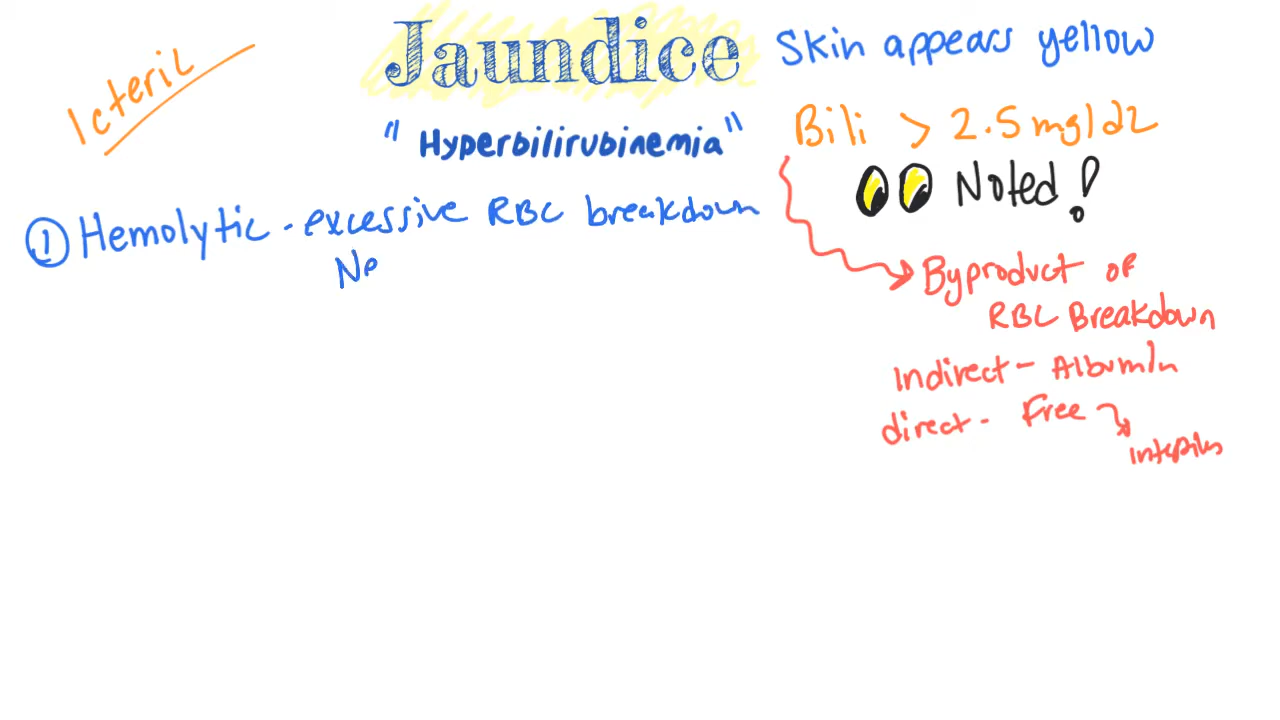 Icteric
Jaundice
Skin appears yellow
"Hyperbilirubinemia"
Bili > 2.5 mg/dL
Noted!
① Hemolytic - excessive RBC breakdown
Ne
Byproduct of
RBC Breakdown
Indirect - Albumin
direct - Free